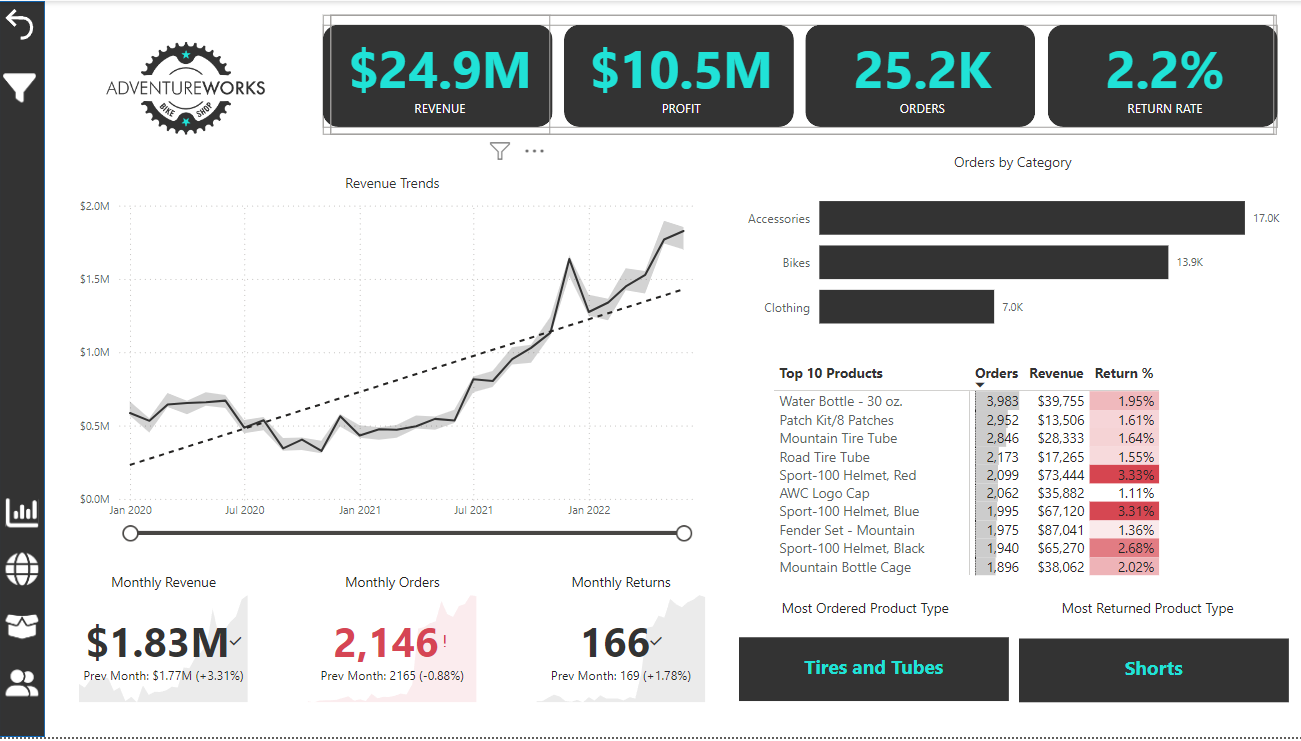 ADVENTUREWORKS
BIKE SHOP
$24.9M
REVENUE
$10.5M
PROFIT
25.2K
ORDERS
2.2%
RETURN RATE
Revenue Trends
$2.0M
$1.5M
$1.0M
$0.5M
$0.0M
Jan 2020 Jul 2020 Jan 2021 Jul 2021 Jan 2022
Orders by Category
Accessories 17.0K
Bikes 13.9K
Clothing 7.0K
Top 10 Products Orders Revenue Return %
Water Bottle - 30 oz. 3,983 $39,755 1.95%
Patch Kit/8 Patches 2,952 $13,506 1.61%
Mountain Tire Tube 2,846 $28,333 1.64%
Road Tire Tube 2,173 $17,265 1.55%
Sport-100 Helmet, Red 2,099 $73,444 3.33%
AWC Logo Cap 2,062 $35,882 1.11%
Sport-100 Helmet, Blue 1,995 $67,120 3.31%
Fender Set - Mountain 1,975 $87,041 1.36%
Sport-100 Helmet, Black 1,940 $65,270 2.68%
Mountain Bottle Cage 1,896 $38,062 2.02%
Monthly Revenue
$1.83M
Prev Month: $1.77M (+3.31%)
Monthly Orders
2,146!
Prev Month: 2165 (-0.88%)
Monthly Returns
166
Prev Month: 169 (+1.78%)
Most Ordered Product Type
Tires and Tubes
Most Returned Product Type
Shorts